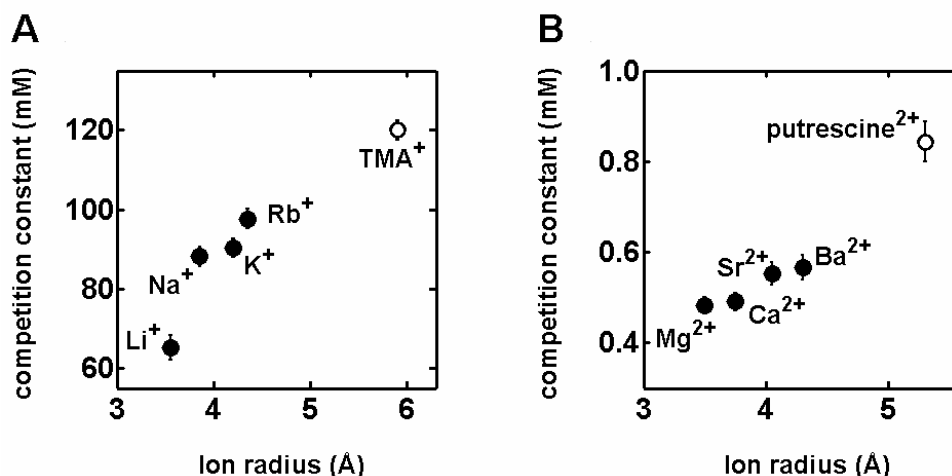 A
competition constant (mM)
120
100
80
60
TMA+
Rb+
K+
Na+
Li+
3
4
5
6
Ion radius (Å)
B
competition constant (mM)
1.0
0.8
0.6
0.4
putrescine2+
Sr2+
Ba2+
Ca2+
Mg2+
3
4
5
Ion radius (Å)